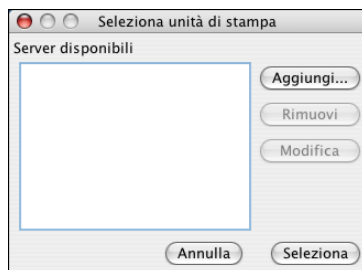 Seleziona unità di stampa
Server disponibili
Aggiungi...
Rimuovi
Modifica
Annulla Seleziona